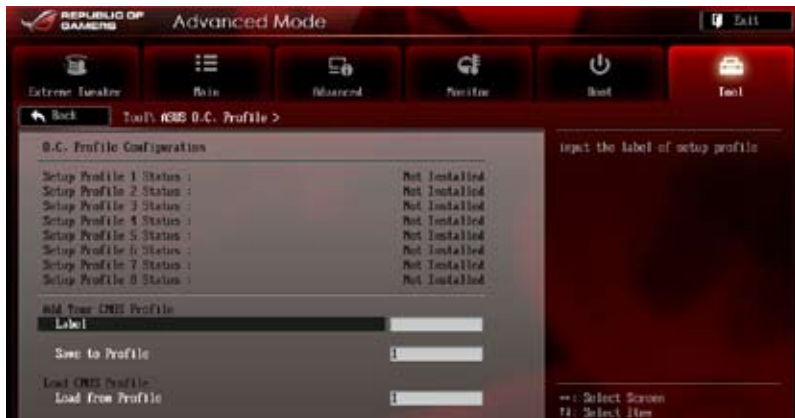 REPUBLIC OF GAMERS
Advanced Mode
Exit
Extreme Tweaker
Main
Advanced
Monitor
Boot
Tool
Back
Tool\ ASUS O.C. Profile >
O.C. Profile Configuration
input the label of setup profile
Setup Profile 1 Status : Not Installed
Setup Profile 2 Status : Not Installed
Setup Profile 3 Status : Not Installed
Setup Profile 4 Status : Not Installed
Setup Profile 5 Status : Not Installed
Setup Profile 6 Status : Not Installed
Setup Profile 7 Status : Not Installed
Setup Profile 8 Status : Not Installed
Add Your CMOS Profile
Label
Save to Profile 1
Load CMOS Profile
Load from Profile 1
→←: Select Screen
↑↓: Select Item